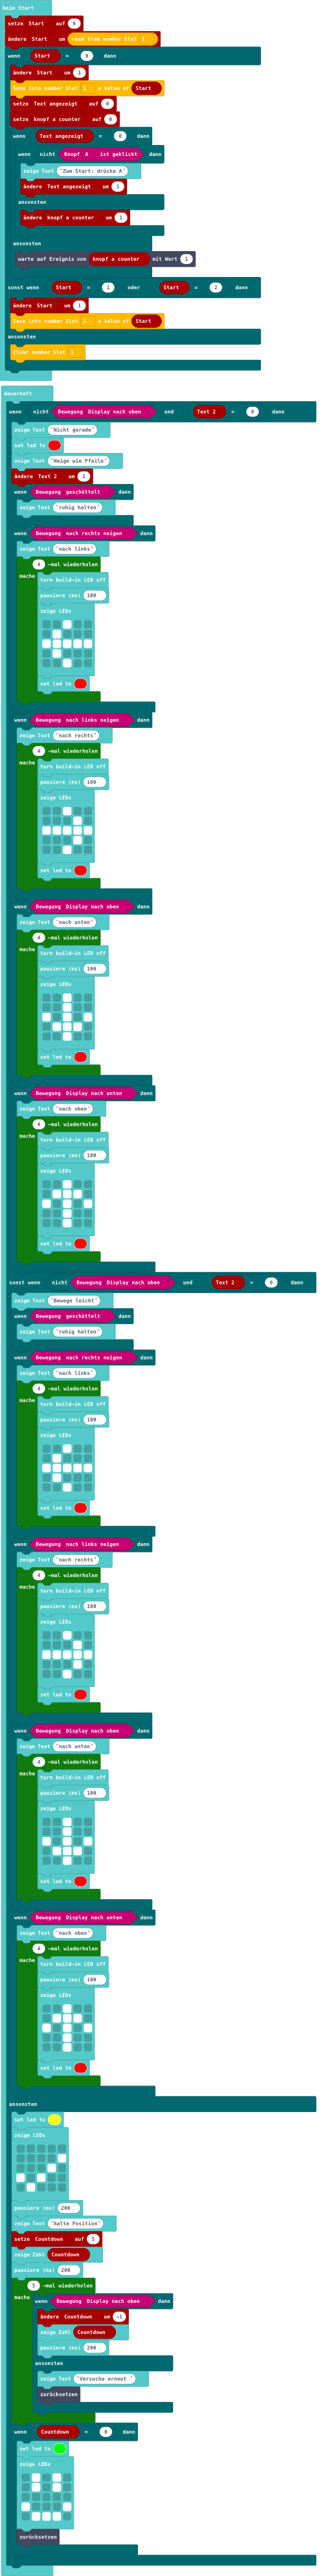 beim Start
setze Start auf 0
ändere Start um read from number Slot 1
wenn Start = 0 dann
ändere Start um 1
Save into number Slot 1 a value of Start
setze Text angezeigt auf 0
setze knopf a counter auf 0
wenn Text angezeigt = 0 dann
wenn nicht Knopf A ist geklickt dann
zeige Text "Zum Start: drücke A"
ändere Text angezeigt um 1
ansonsten
ändere knopf a counter um 1
ansonsten
warte auf Ereignis von knopf a counter mit Wort 1
sonst wenn Start = 1 oder Start = 2 dann
ändere Start um 1
Save into number Slot 1 a value of Start
ansonsten
Clear number Slot 1
dauerhaft
wenn nicht Bewegung Display nach oben und Text 2 = 0 dann
zeige Text "Nicht gerade"
set led to
zeige Text "Neige wie Pfeile"
ändere Text 2 um 1
wenn Bewegung geschüttelt dann
zeige Text "ruhig halten"
wenn Bewegung nach rechts neigen dann
zeige Text "nach links"
4 -mal wiederholen
mache turn build-in LED off
pausiere (ms) 100
zeige LEDs
set led to
wenn Bewegung nach links neigen dann
zeige Text "nach rechts"
4 -mal wiederholen
mache turn build-in LED off
pausiere (ms) 100
zeige LEDs
set led to
wenn Bewegung Display nach oben dann
zeige Text "nach unten"
4 -mal wiederholen
mache turn build-in LED off
pausiere (ms) 100
zeige LEDs
set led to
wenn Bewegung Display nach unten dann
zeige Text "nach oben"
4 -mal wiederholen
mache turn build-in LED off
pausiere (ms) 100
zeige LEDs
set led to
sonst wenn nicht Bewegung Display nach oben und Text 2 > 0 dann
zeige Text "Bewege leicht"
wenn Bewegung geschüttelt dann
zeige Text "ruhig halten"
wenn Bewegung nach rechts neigen dann
zeige Text "nach links"
4 -mal wiederholen
mache turn build-in LED off
pausiere (ms) 100
zeige LEDs
set led to
wenn Bewegung nach links neigen dann
zeige Text "nach rechts"
4 -mal wiederholen
mache turn build-in LED off
pausiere (ms) 100
zeige LEDs
set led to
wenn Bewegung Display nach oben dann
zeige Text "nach unten"
4 -mal wiederholen
mache turn build-in LED off
pausiere (ms) 100
zeige LEDs
set led to
wenn Bewegung Display nach unten dann
zeige Text "nach oben"
4 -mal wiederholen
mache turn build-in LED off
pausiere (ms) 100
zeige LEDs
set led to
ansonsten
set led to
zeige LEDs
pausiere (ms) 200
zeige Text "halte Position"
setze Countdown auf 5
zeige Zahl Countdown
pausiere (ms) 200
5 -mal wiederholen
mache wenn Bewegung Display nach oben dann
ändere Countdown um -1
zeige Zahl Countdown
pausiere (ms) 200
ansonsten
zeige Text "Versuche erneut "
zurücksetzen
wenn Countdown = 0 dann
set led to
zeige LEDs
zurücksetzen